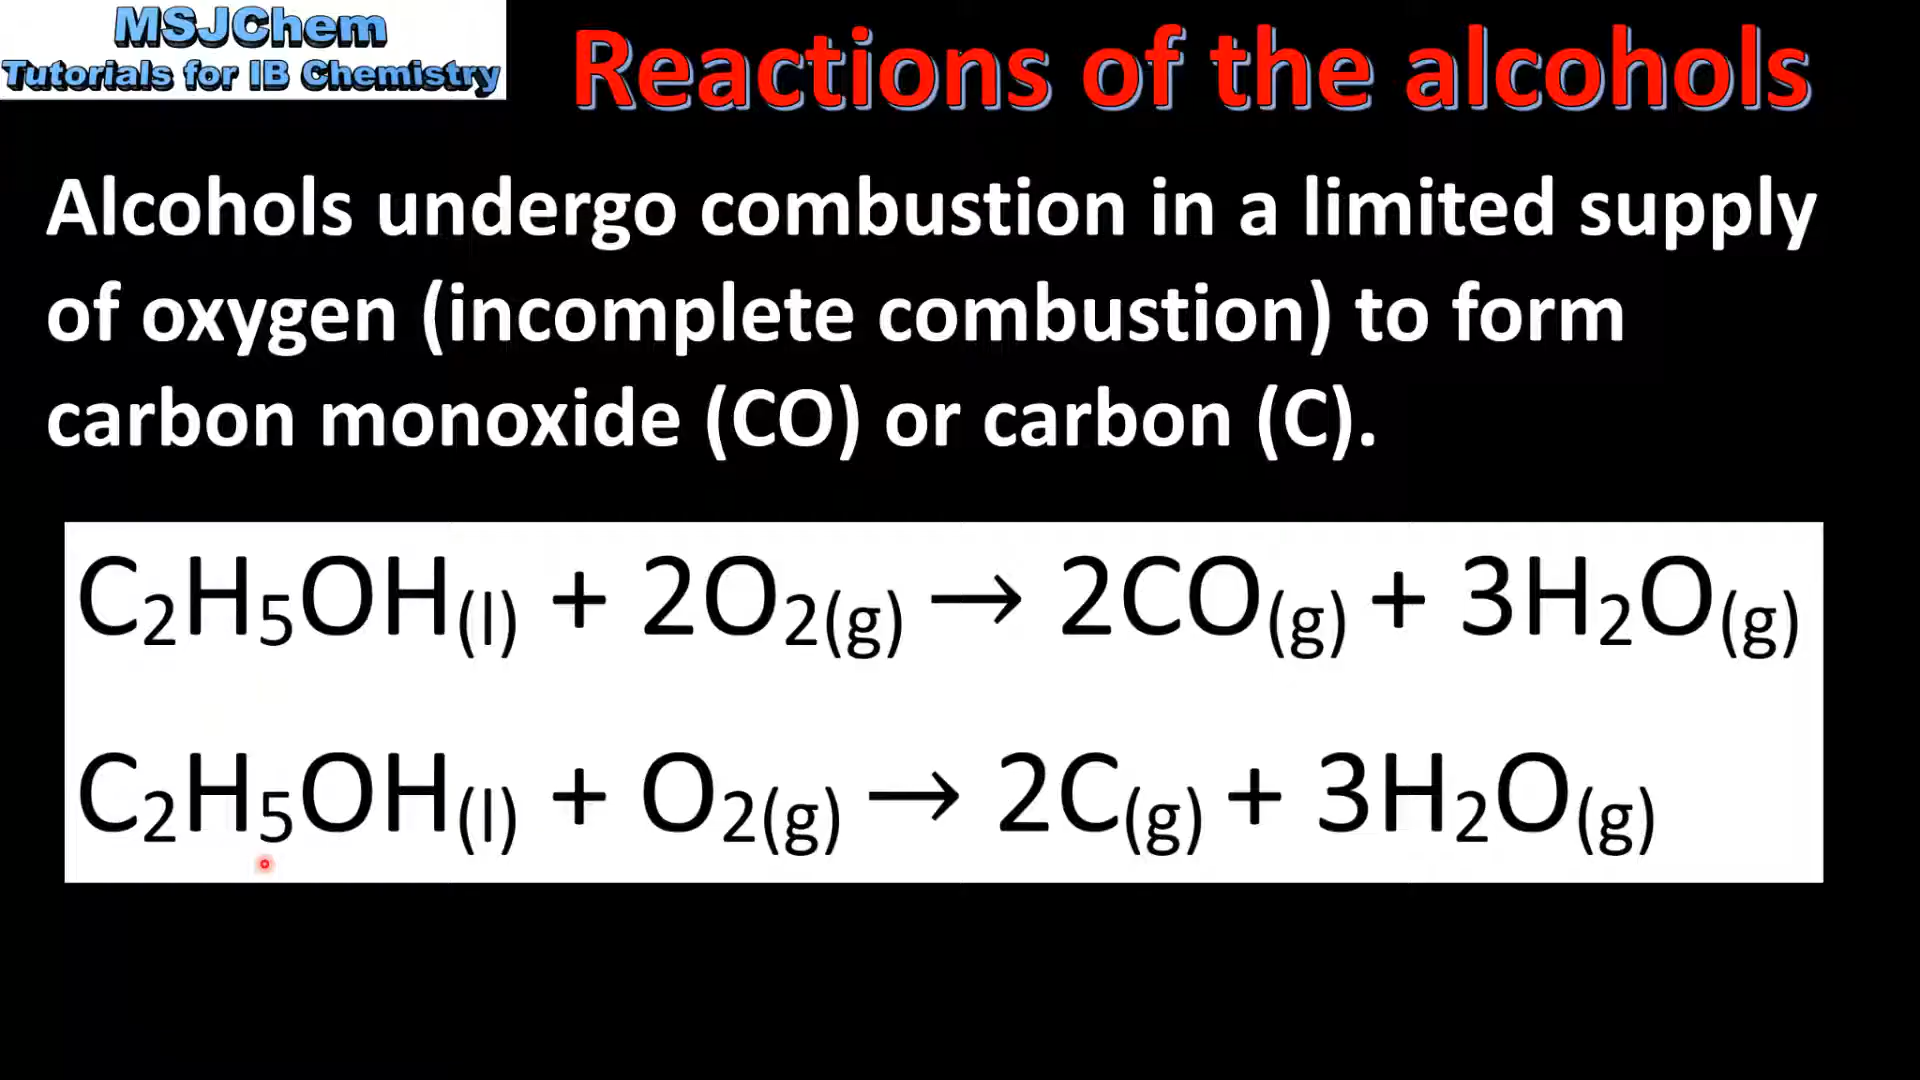 MSJChem
Tutorials for IB Chemistry
Reactions of the alcohols
Alcohols undergo combustion in a limited supply
of oxygen (incomplete combustion) to form
carbon monoxide (CO) or carbon (C).
C₂H₅OH(l) + 2O₂(g) → 2CO(g) + 3H₂O(g)
C₂H₅OH(l) + O₂(g) → 2C(g) + 3H₂O(g)